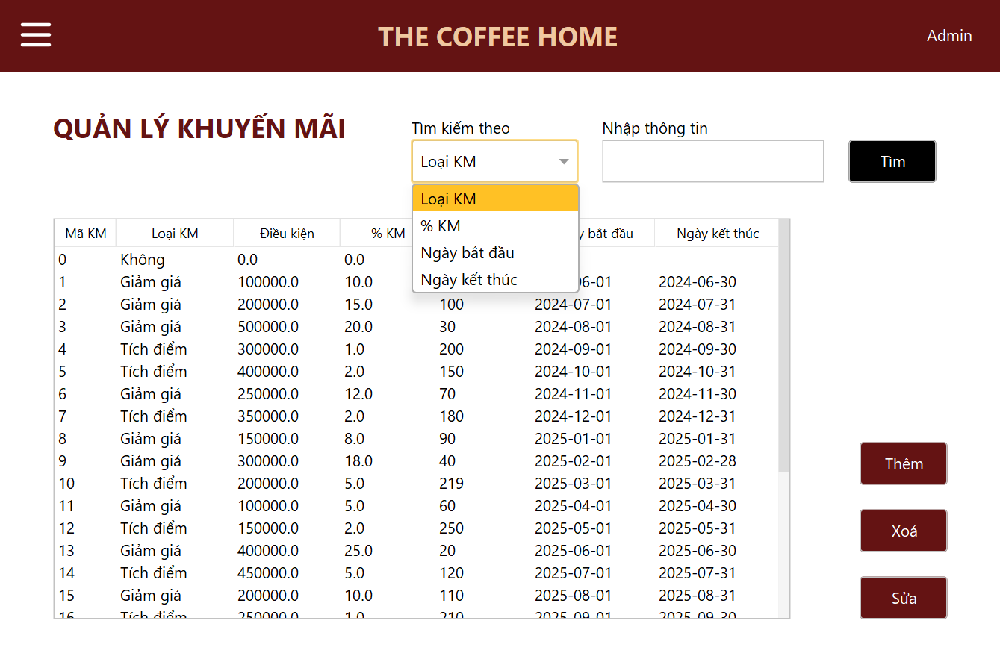 THE COFFEE HOME
Admin
QUẢN LÝ KHUYẾN MÃI
Tìm kiếm theo
Nhập thông tin
Loại KM
Tìm
Loại KM
% KM
Ngày bắt đầu
Ngày kết thúc
Mã KM Loại KM Điều kiện % KM bắt đầu Ngày kết thúc
0 Không 0.0 0.0
1 Giảm giá 100000.0 10.0 06-01 2024-06-30
2 Giảm giá 200000.0 15.0 100 2024-07-01 2024-07-31
3 Giảm giá 500000.0 20.0 30 2024-08-01 2024-08-31
4 Tích điểm 300000.0 1.0 200 2024-09-01 2024-09-30
5 Tích điểm 400000.0 2.0 150 2024-10-01 2024-10-31
6 Giảm giá 250000.0 12.0 70 2024-11-01 2024-11-30
7 Tích điểm 350000.0 2.0 180 2024-12-01 2024-12-31
8 Giảm giá 150000.0 8.0 90 2025-01-01 2025-01-31
9 Giảm giá 300000.0 18.0 40 2025-02-01 2025-02-28
10 Tích điểm 200000.0 5.0 219 2025-03-01 2025-03-31
11 Giảm giá 100000.0 5.0 60 2025-04-01 2025-04-30
12 Tích điểm 150000.0 2.0 250 2025-05-01 2025-05-31
13 Giảm giá 400000.0 25.0 20 2025-06-01 2025-06-30
14 Tích điểm 450000.0 5.0 120 2025-07-01 2025-07-31
15 Giảm giá 200000.0 10.0 110 2025-08-01 2025-08-31
16 Tích điểm 250000.0 1.0 210 2025-09-01 2025-09-30
Thêm
Xoá
Sửa